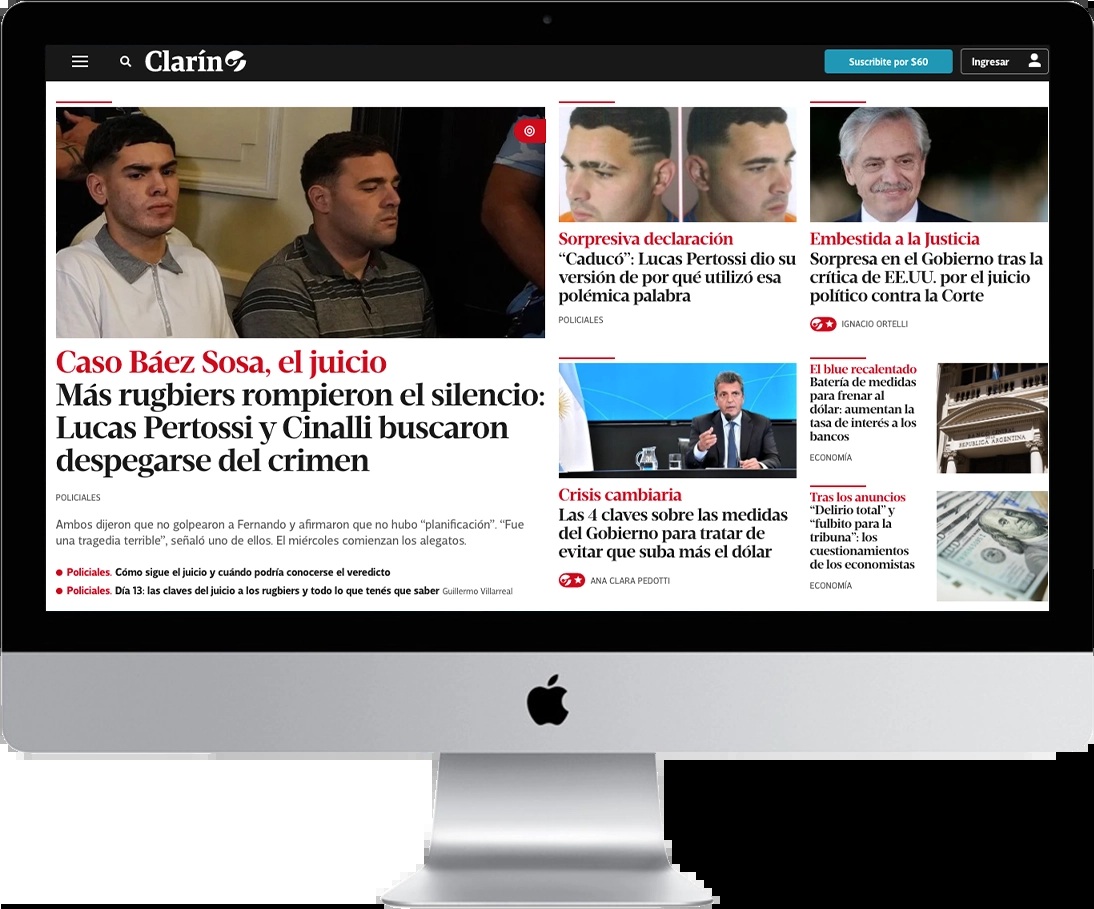 Clarín
Suscribite por $60
Ingresar
Caso Báez Sosa, el juicio
Más rugbiers rompieron el silencio:
Lucas Pertossi y Cinalli buscaron
despegarse del crimen
POLICIALES
Ambos dijeron que no golpearon a Fernando y afirmaron que no hubo “planificación”. “Fue
una tragedia terrible”, señaló uno de ellos. El miércoles comienzan los alegatos.
Policiales. Cómo sigue el juicio y cuándo podría conocerse el veredicto
Policiales. Día 13: las claves del juicio a los rugbiers y todo lo que tenés que saber Guillermo Villarreal
Sorpresiva declaración
“Caducó”: Lucas Pertossi dio su
versión de por qué utilizó esa
polémica palabra
POLICIALES
Embestida a la Justicia
Sorpresa en el Gobierno tras la
crítica de EE.UU. por el juicio
político contra la Corte
IGNACIO ORTELLI
Crisis cambiaria
Las 4 claves sobre las medidas
del Gobierno para tratar de
evitar que suba más el dólar
ANA CLARA PEDOTTI
El blue recalentado
Batería de medidas
para frenar al
dólar: aumentan la
tasa de interés a los
bancos
ECONOMÍA
BANCO CENTRAL
REPUBLICA ARGENTINA
Tras los anuncios
“Delirio total” y
“fulbito para la
tribuna”: los
cuestionamientos
de los economistas
ECONOMÍA